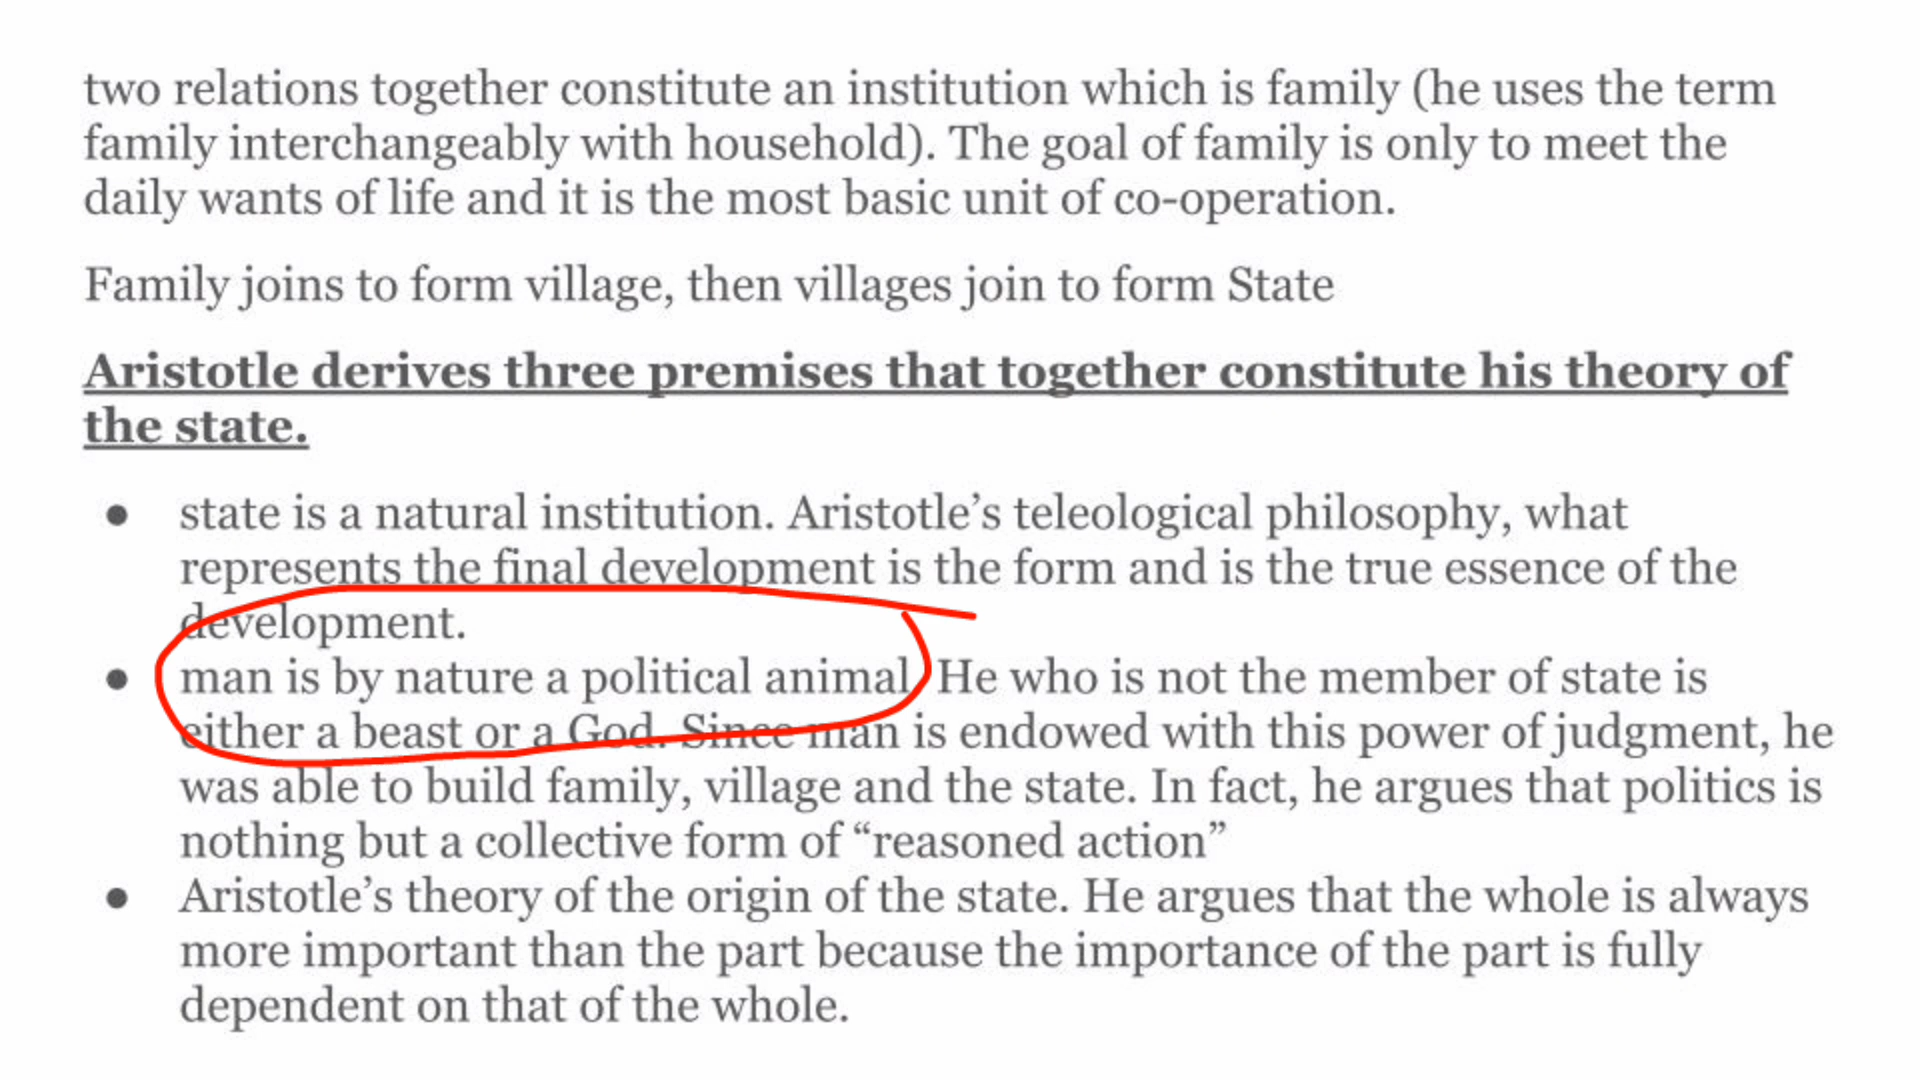 two relations together constitute an institution which is family (he uses the term
family interchangeably with household). The goal of family is only to meet the
daily wants of life and it is the most basic unit of co-operation.
Family joins to form village, then villages join to form State
Aristotle derives three premises that together constitute his theory of
the state.
● state is a natural institution. Aristotle’s teleological philosophy, what
represents the final development is the form and is the true essence of the
development.
● man is by nature a political animal. He who is not the member of state is
either a beast or a God. Since man is endowed with this power of judgment, he
was able to build family, village and the state. In fact, he argues that politics is
nothing but a collective form of “reasoned action”
● Aristotle’s theory of the origin of the state. He argues that the whole is always
more important than the part because the importance of the part is fully
dependent on that of the whole.